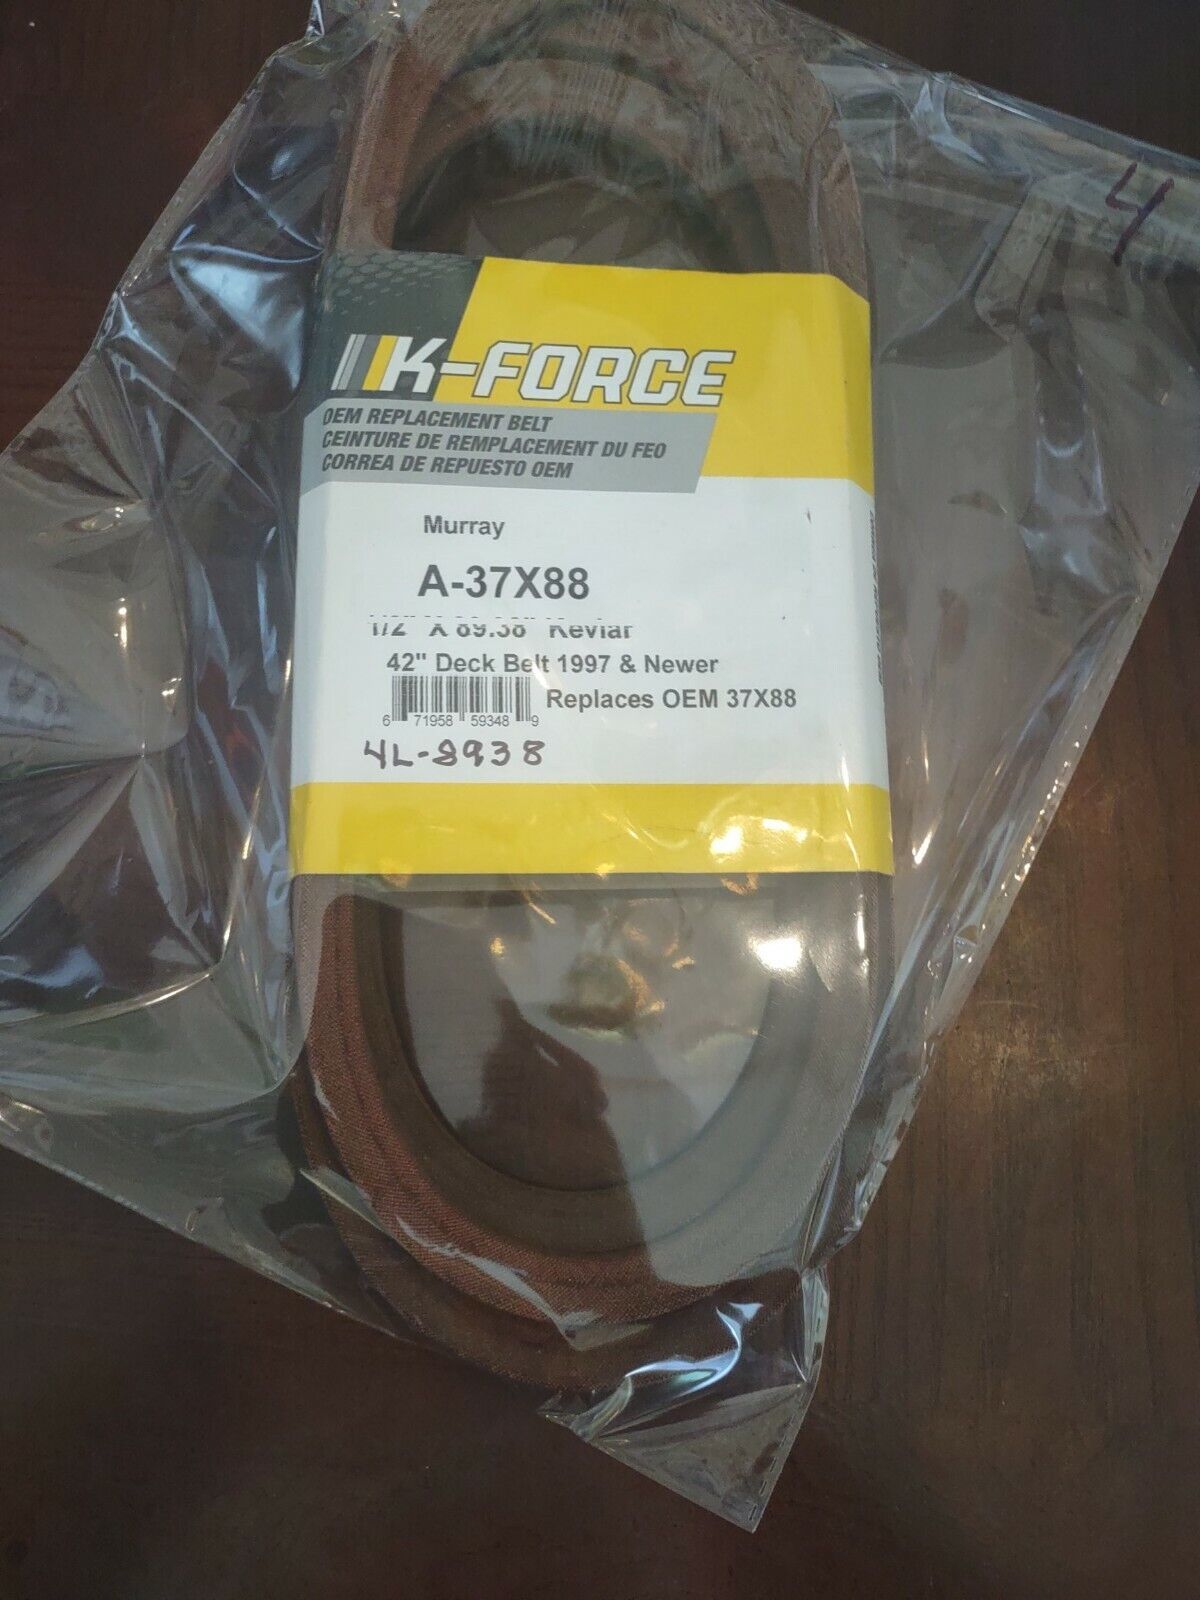 4
K-FORCE
OEM REPLACEMENT BELT
CEINTURE DE REMPLACEMENT DU FEO
CORREA DE REPUESTO OEM
Murray
A-37X88
1/2" X 89.38" Kevlar
42" Deck Belt 1997 & Newer
Replaces OEM 37X88
6 71958 59348 9
4L-8938